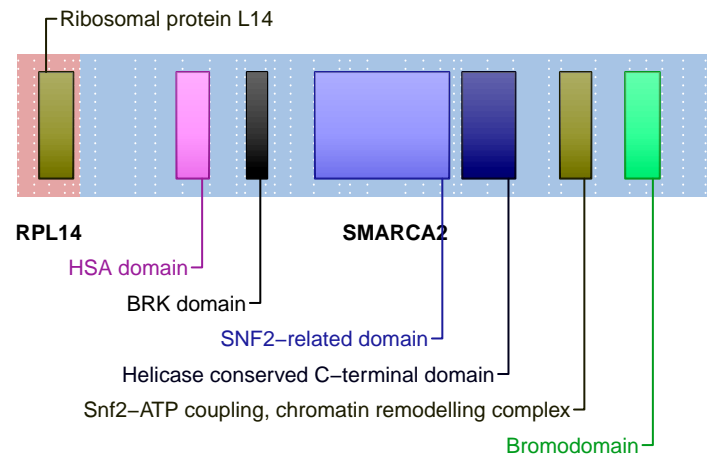 Ribosomal protein L14
RPL14 SMARCA2
HSA domain
BRK domain
SNF2−related domain
Helicase conserved C−terminal domain
Snf2−ATP coupling, chromatin remodelling complex
Bromodomain